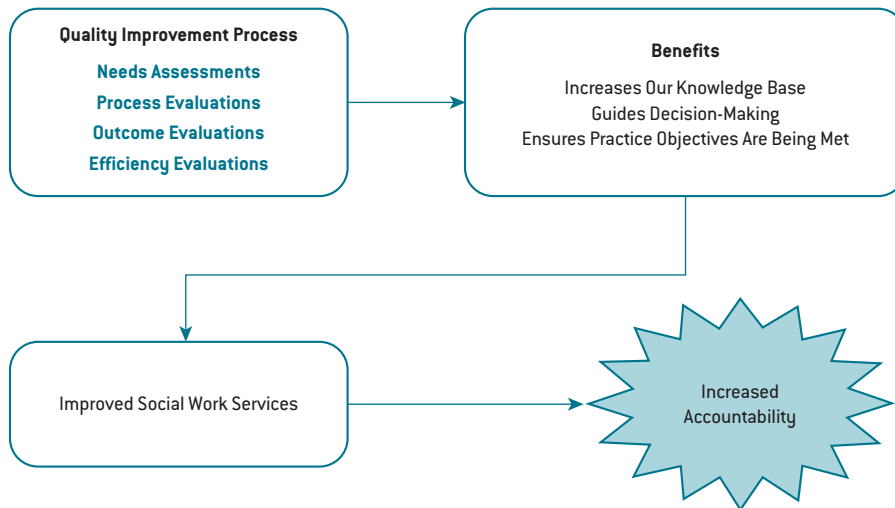 Quality Improvement Process
Needs Assessments
Process Evaluations
Outcome Evaluations
Efficiency Evaluations
Benefits
Increases Our Knowledge Base
Guides Decision-Making
Ensures Practice Objectives Are Being Met
Improved Social Work Services
Increased
Accountability